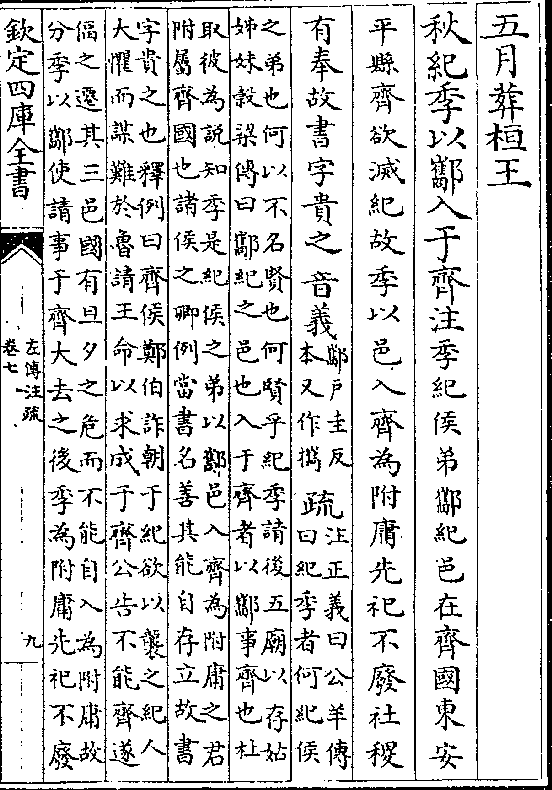 五月葬桓王
秋紀季以酅入于齊注季紀侯弟酅紀邑在齊國東安
平縣齊欲滅紀故季以邑入齊為附庸先祀不廢社稷
有奉故書字貴之音義酅戶圭反
本又作攜疏注正義曰公羊傳
曰紀季者何紀侯
之弟也何以不名賢也何賢乎紀季請後五廟以存姑
姊妹穀梁傳曰酅紀之邑也入于齊者以酅事齊也杜
取彼為說知季是紀侯之弟以酅邑入齊為附庸之君
附屬齊國也諸侯之卿例當書名善其能自存立故書
字貴之也釋例曰齊侯鄭伯詐朝于紀欲以襲之紀人
大懼而謀難於魯請王命以求成于齊公告不能齊遂
偪之遷其三邑國有旦夕之危而不能自入為附庸故
分季以酅使請事于齊大去之後季為附庸先祀不廢
欽定四庫全書
左傳注疏
卷七
九